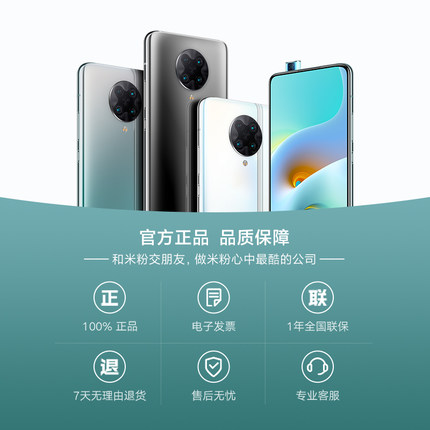 官方正品 品质保障
和米粉交朋友,做米粉心中最酷的公司
正
电子发票
联
100% 正品
1年全国联保
退
7天无理由退货
售后无忧
专业客服